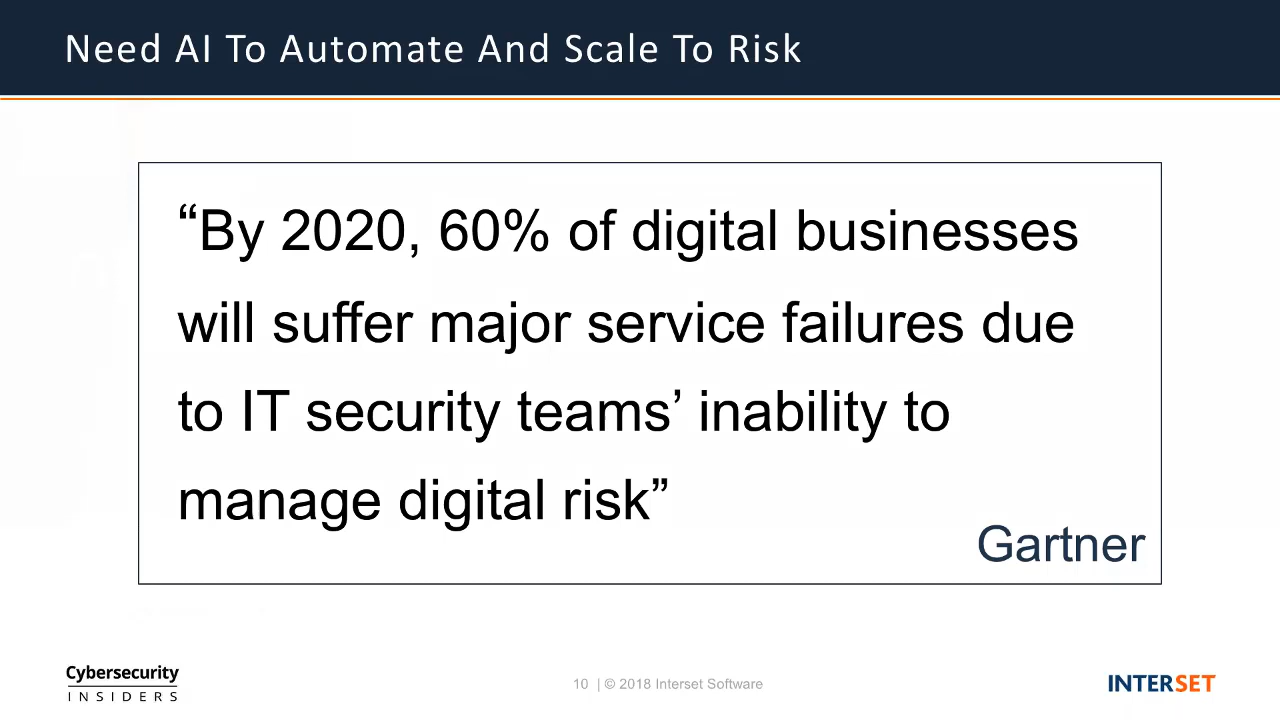 Need AI To Automate And Scale To Risk
“By 2020, 60% of digital businesses
will suffer major service failures due
to IT security teams’ inability to
manage digital risk”
Gartner
Cybersecurity
INSIDERS
10 | © 2018 Interset Software
INTERSET